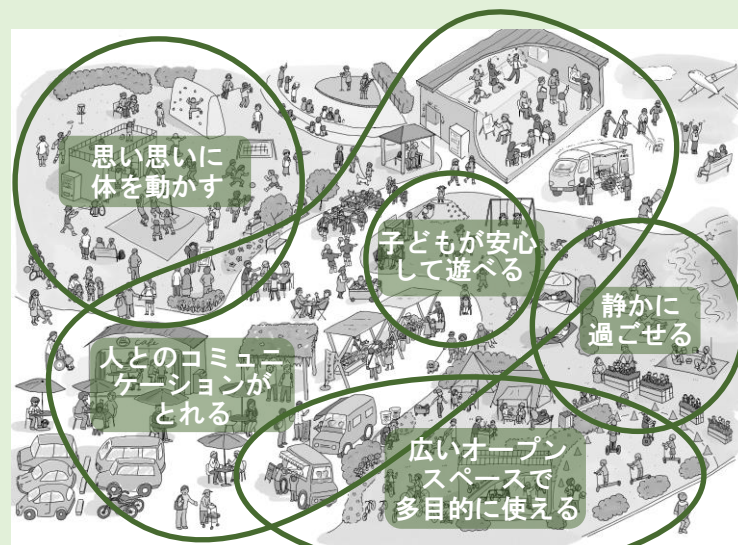 思い思いに
体を動かす
子どもが安心
して遊べる
静かに
過ごせる
Cafe
人とのコミュニ
ケーションが
とれる
広いオープン
スペースで
多目的に使える